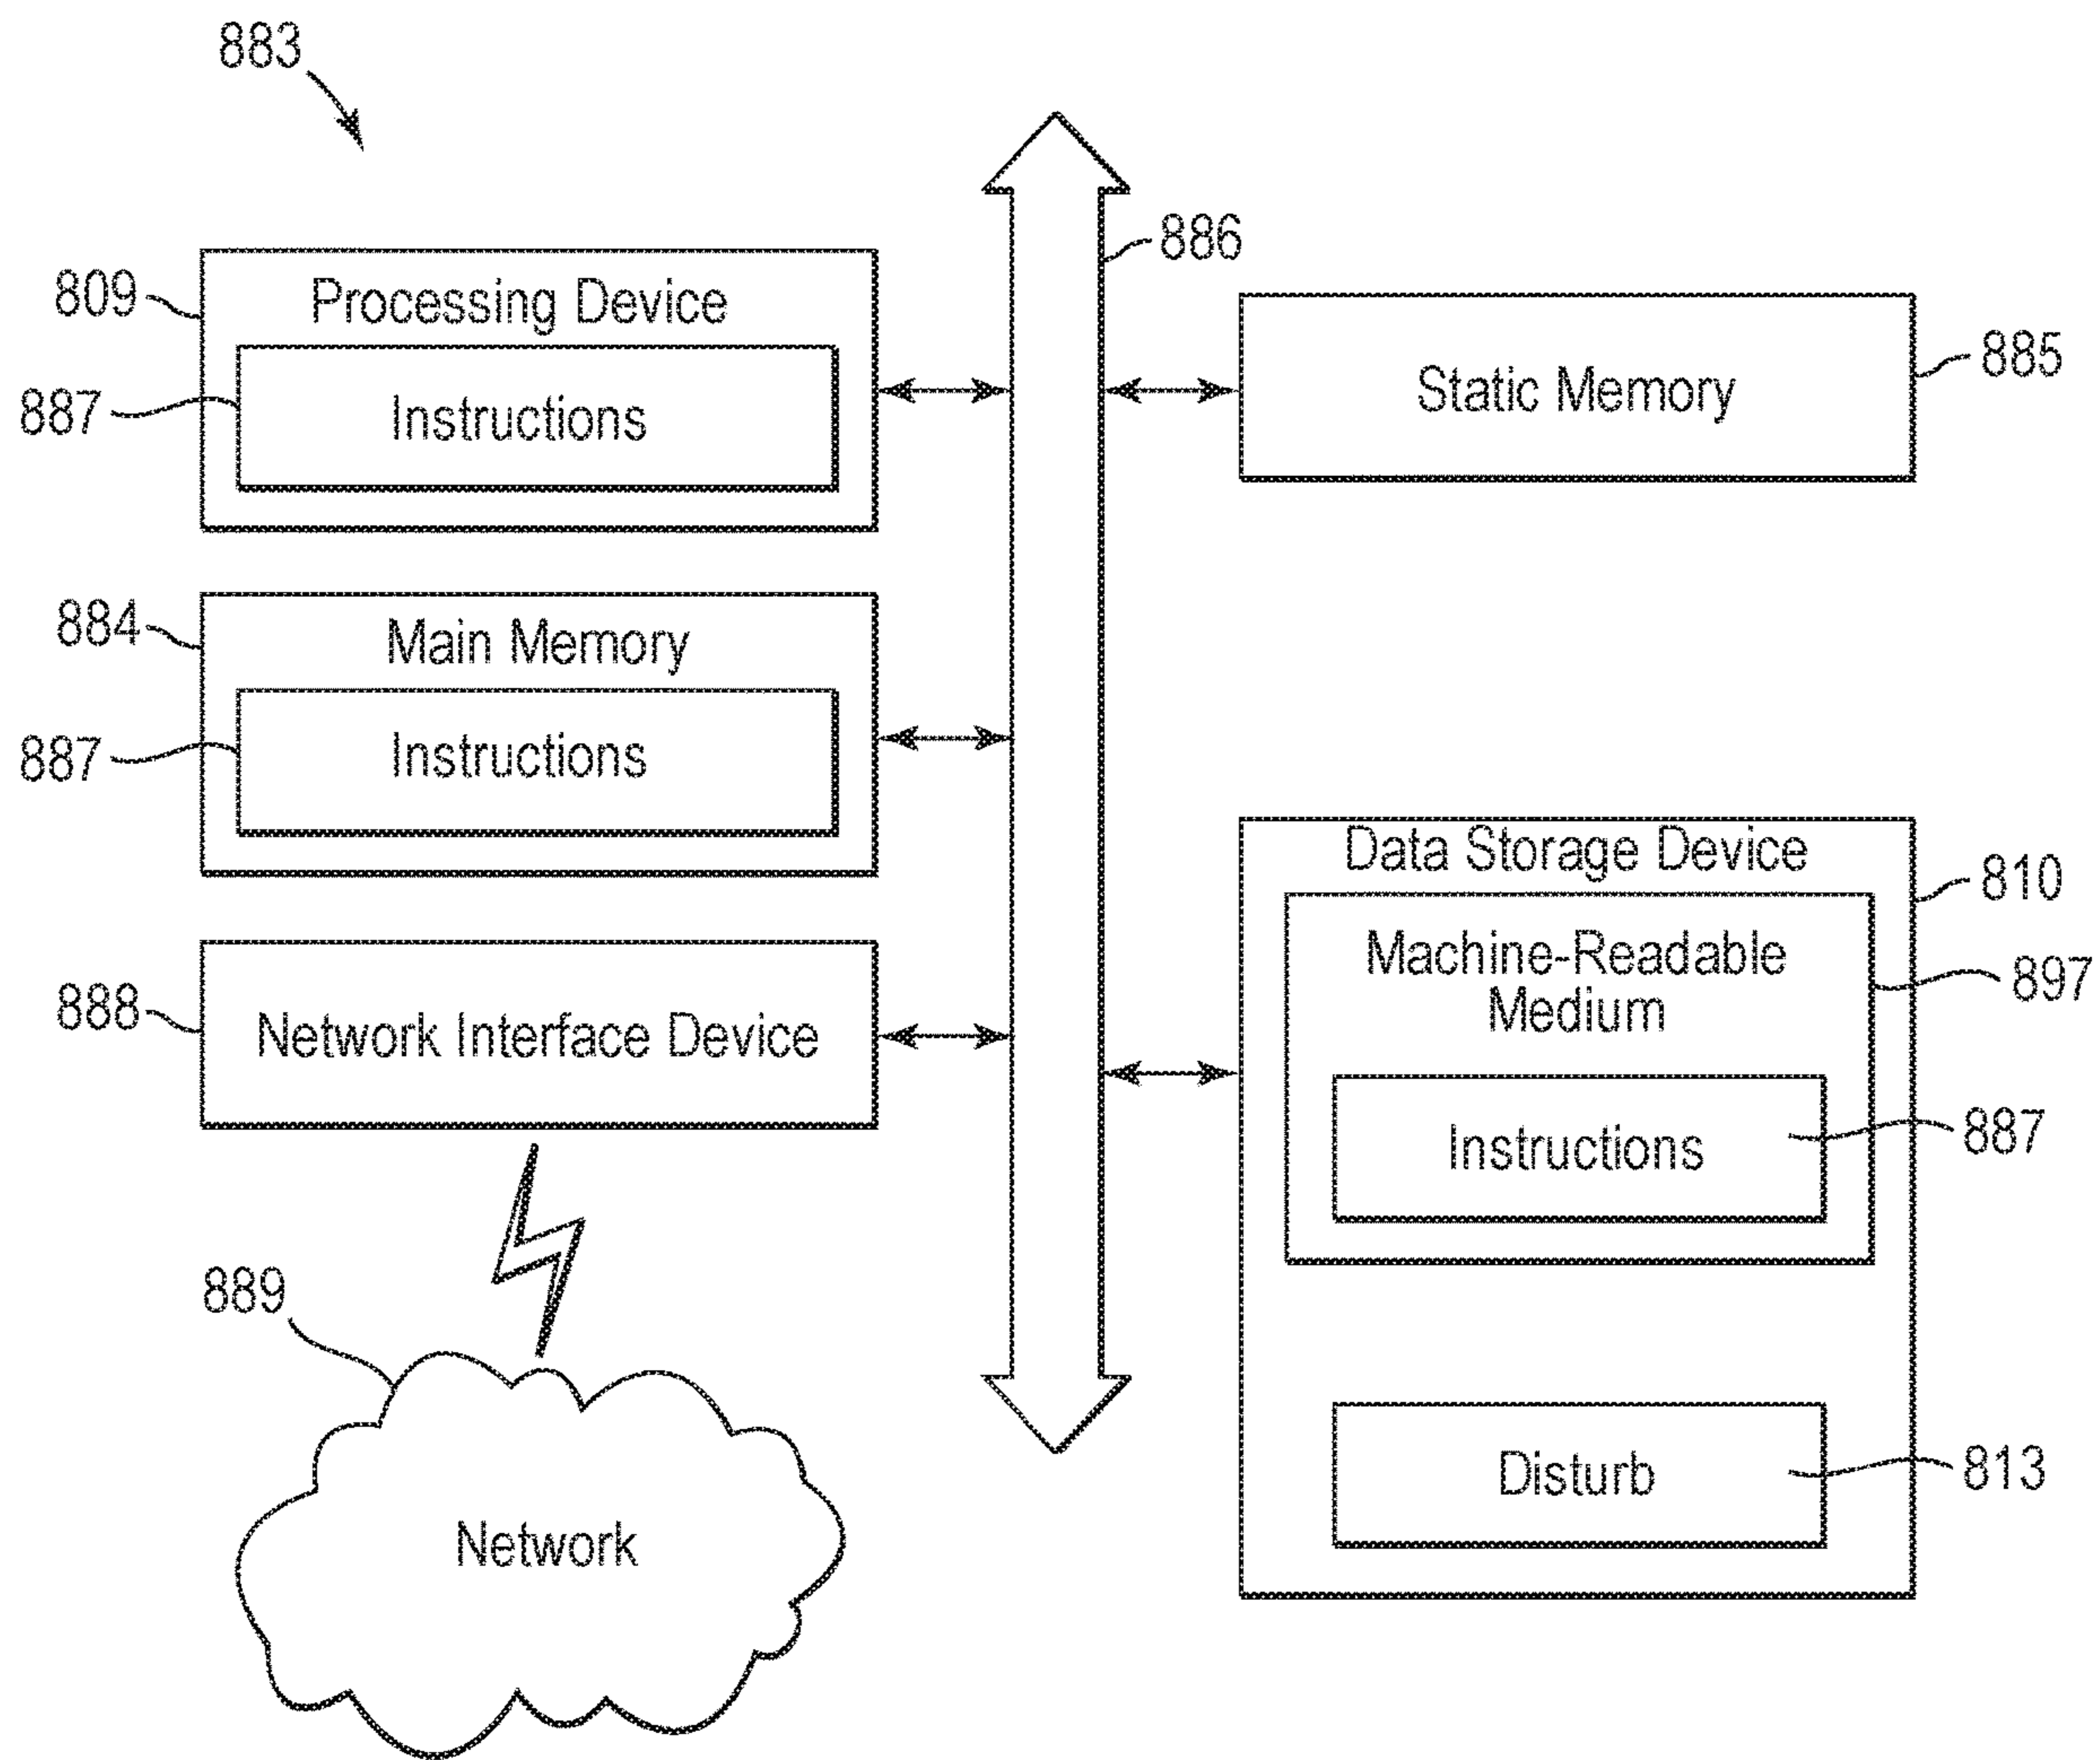 883
886
809
Processing Device
887
Instructions
Static Memory
885
884
Main Memory
887
Instructions
Data Storage Device
810
Machine-Readable
Medium
897
888
Network Interface Device
Instructions
887
889
Network
Disturb
813